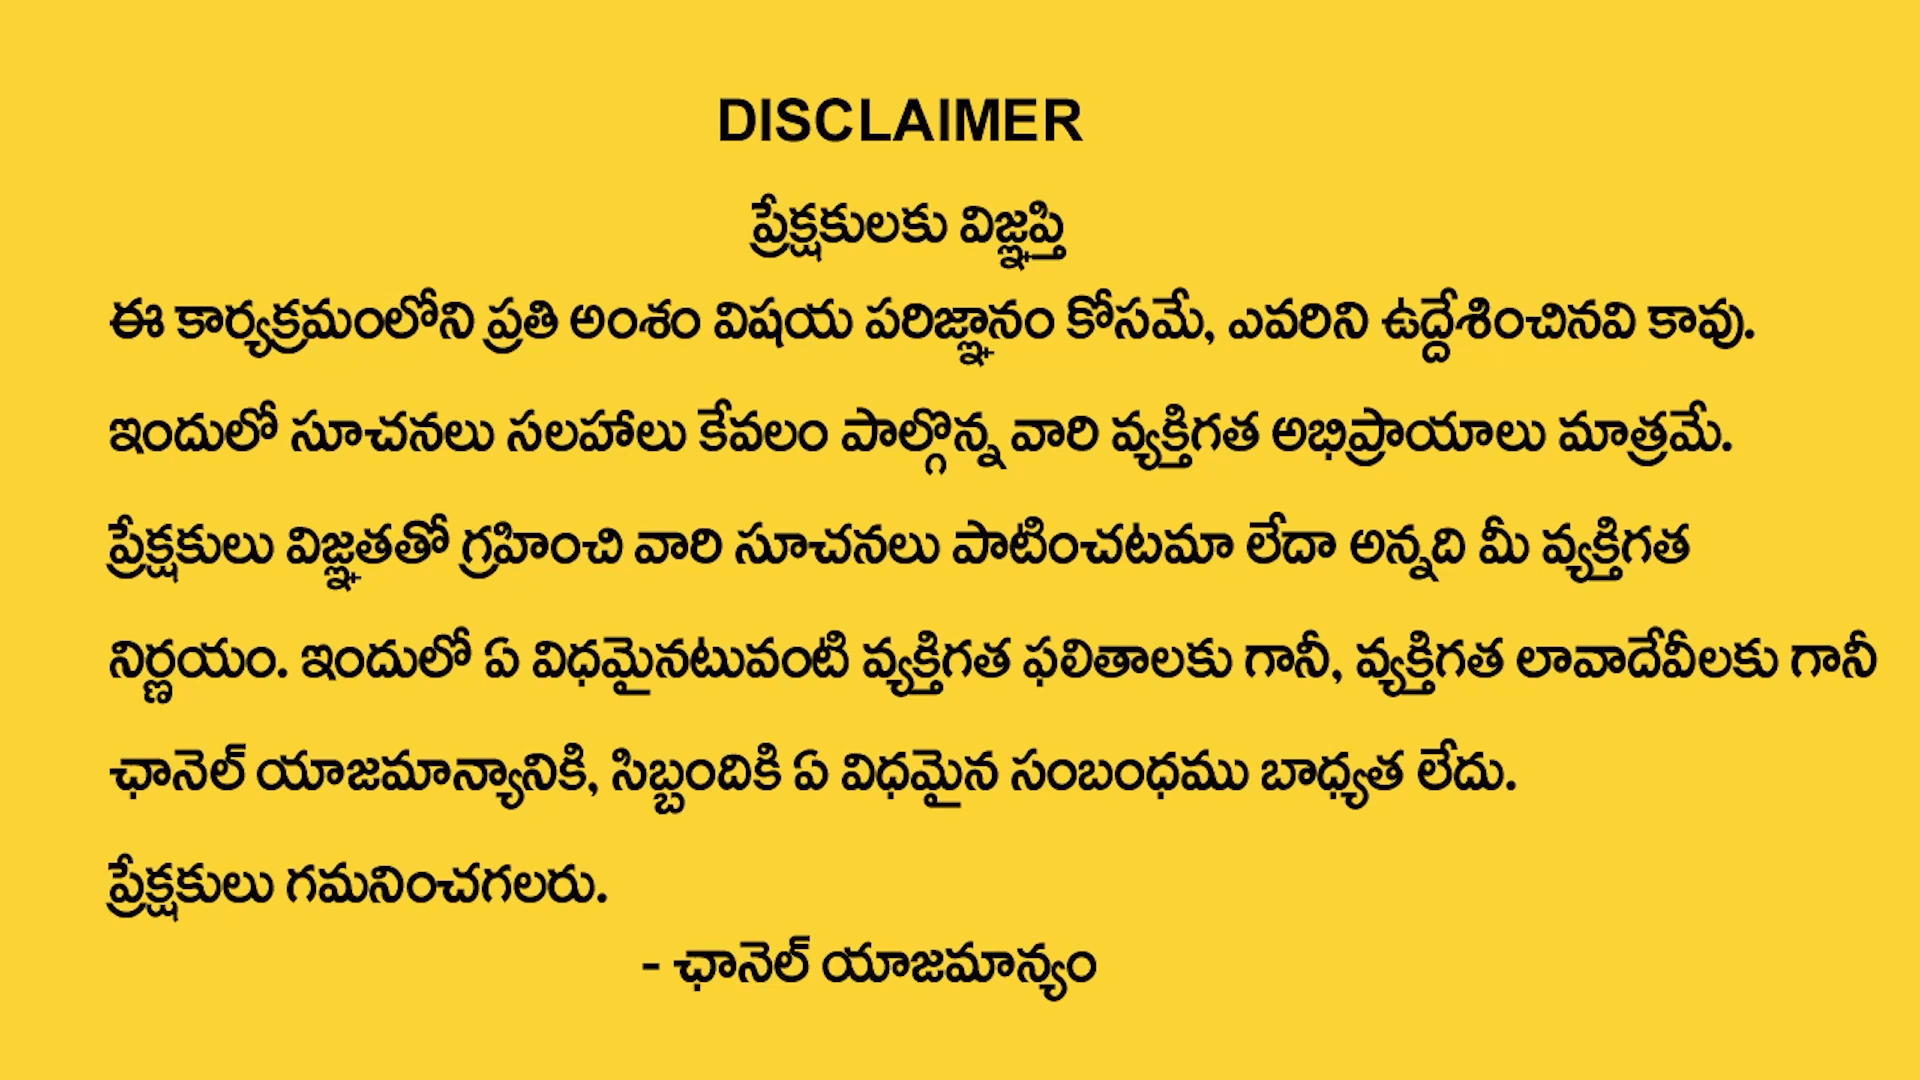 DISCLAIMER
ప్రేక్షకులకు విజ్ఞప్తి
ఈ కార్యక్రమంలోని ప్రతి అంశం విషయ పరిజ్ఞానం కోసమే, ఎవరిని ఉద్దేశించినవి కావు.
ఇందులో సూచనలు సలహాలు కేవలం పాల్గొన్న వారి వ్యక్తిగత అభిప్రాయాలు మాత్రమే.
ప్రేక్షకులు విజ్ఞతతో గ్రహించి వారి సూచనలు పాటించటమా లేదా అన్నది మీ వ్యక్తిగత
నిర్ణయం. ఇందులో ఏ విధమైనటువంటి వ్యక్తిగత ఫలితాలకు గానీ, వ్యక్తిగత లావాదేవీలకు గానీ
ఛానెల్ యాజమాన్యానికి, సిబ్బందికి ఏ విధమైన సంబంధము బాధ్యత లేదు.
ప్రేక్షకులు గమనించగలరు.
- ఛానెల్ యాజమాన్యం